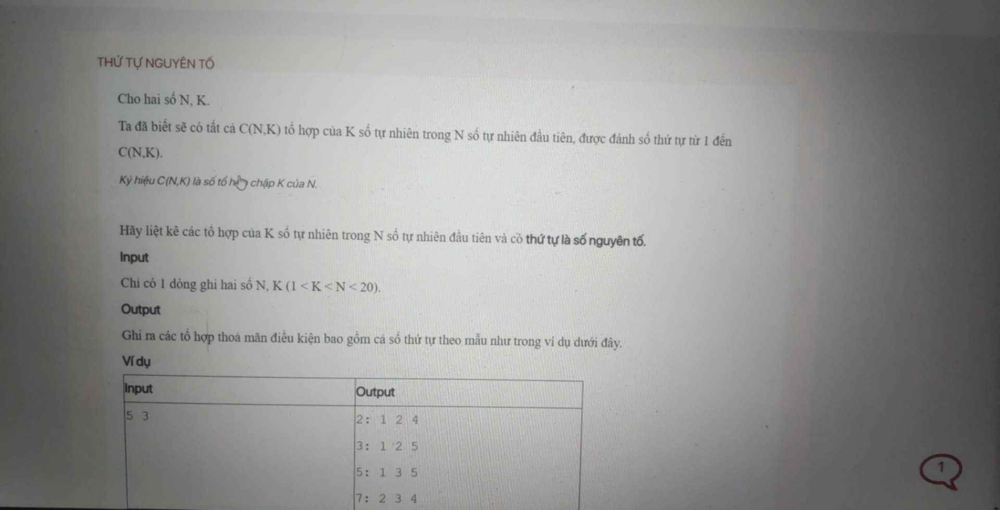 THỨ TỰ NGUYÊN TỐ
Cho hai số N, K.
Ta đã biết sẽ có tất cả C(N,K) tổ hợp của K số tự nhiên trong N số tự nhiên đầu tiên, được đánh số thứ tự từ 1 đến
C(N,K).
Ký hiệu C(N,K) là số tổ chập K của N.
Hãy liệt kê các tổ hợp của K số tự nhiên trong N số tự nhiên đầu tiên và có thứ tự là số nguyên tố.
Input
Chỉ có 1 dòng ghi hai số N, K (1 < K < N < 20).
Output
Ghi ra các tổ hợp thoả mãn điều kiện bao gồm cả số thứ tự theo mẫu như trong ví dụ dưới đây.
Ví dụ
Input Output
5 3
2: 1 2 4
3: 1 2 5
5: 1 3 5
7: 2 3 4
1